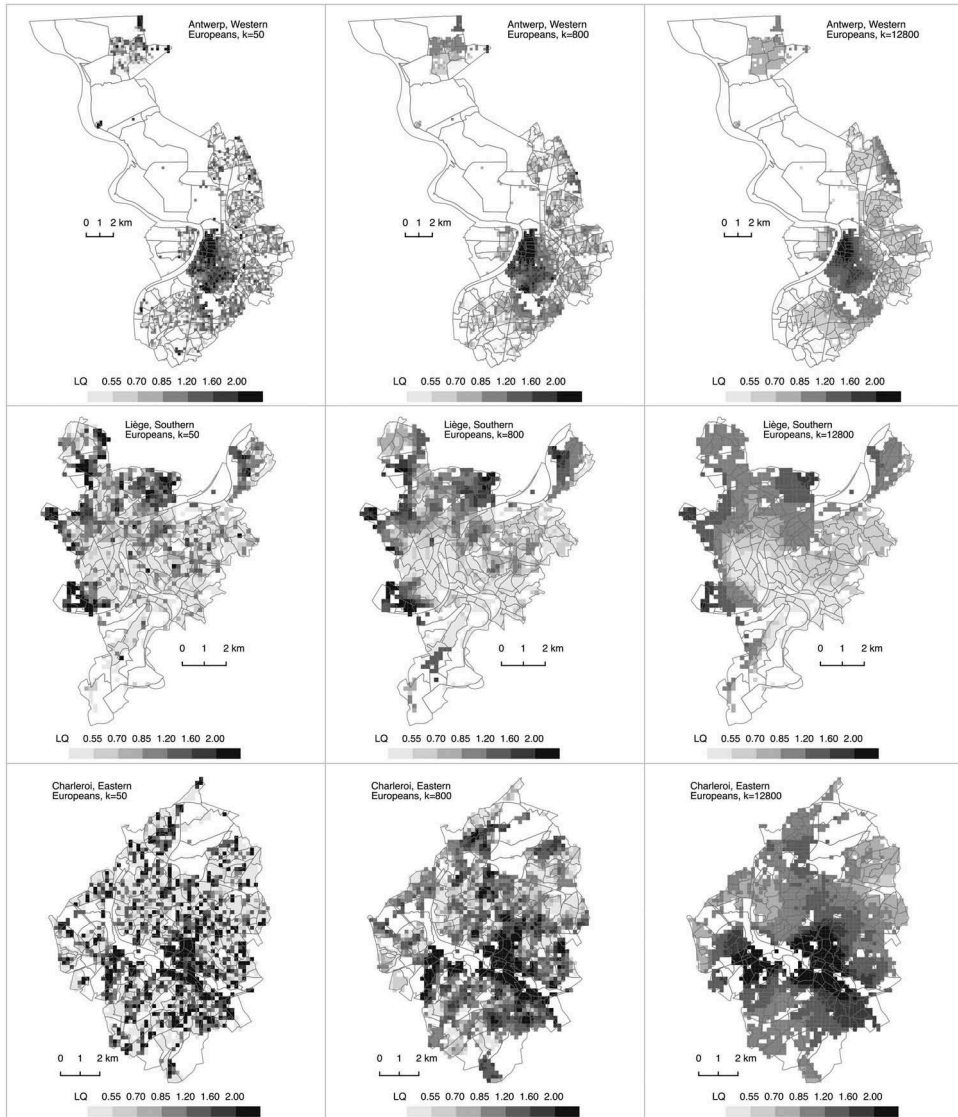 Antwerp, Western
Europeans, k=50
0 1 2 km
LQ 0.55 0.70 0.85 1.20 1.60 2.00
Antwerp, Western
Europeans, k=800
0 1 2 km
LQ 0.55 0.70 0.85 1.20 1.60 2.00
Antwerp, Western
Europeans, k=12800
0 1 2 km
LQ 0.55 0.70 0.85 1.20 1.60 2.00
Liège, Southern
Europeans, k=50
0 1 2 km
LQ 0.55 0.70 0.85 1.20 1.60 2.00
Liège, Southern
Europeans, k=800
0 1 2 km
LQ 0.55 0.70 0.85 1.20 1.60 2.00
Liège, Southern
Europeans, k=12800
0 1 2 km
LQ 0.55 0.70 0.85 1.20 1.60 2.00
Charleroi, Eastern
Europeans, k=50
0 1 2 km
LQ 0.55 0.70 0.85 1.20 1.60 2.00
Charleroi, Eastern
Europeans, k=800
0 1 2 km
LQ 0.55 0.70 0.85 1.20 1.60 2.00
Charleroi, Eastern
Europeans, k=12800
0 1 2 km
LQ 0.55 0.70 0.85 1.20 1.60 2.00